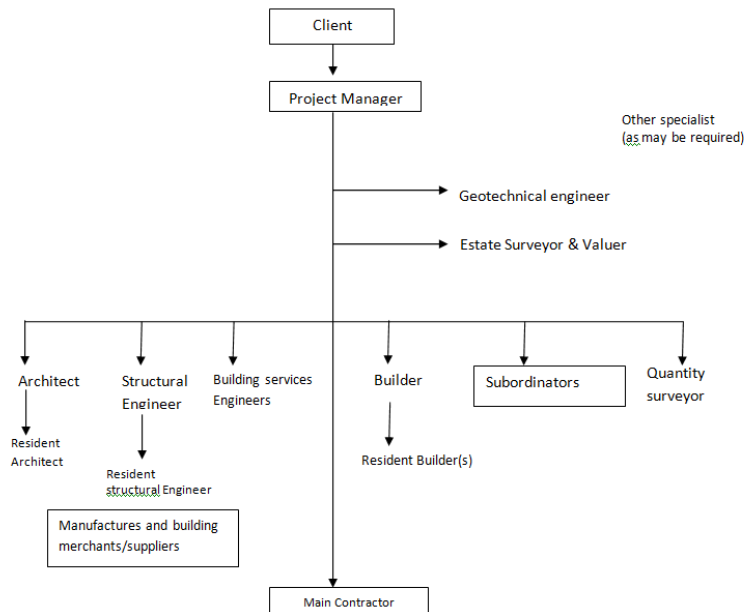 Client
Project Manager
Other specialist
(as may be required)
Geotechnical engineer
Estate Surveyor & Valuer
Architect
Structural
Engineer
Building services
Engineers
Builder
Subordinators
Quantity
surveyor
Resident
Architect
Resident
structural Engineer
Resident Builder(s)
Manufactures and building
merchants/suppliers
Main Contractor